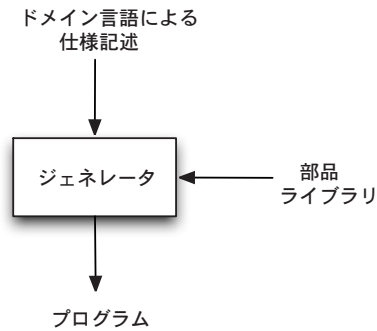 ドメイン言語による
仕様記述
ジェネレータ
部品
ライブラリ
プログラム